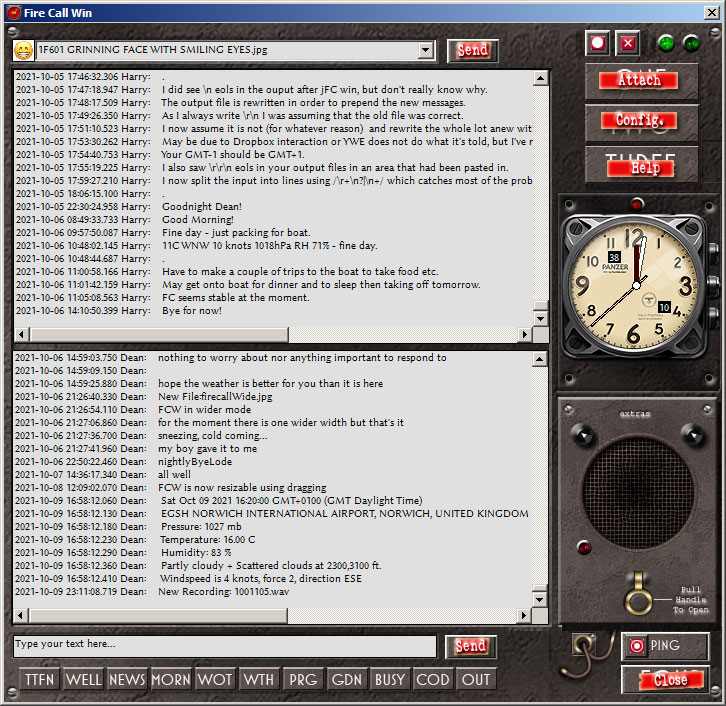 Fire Call Win
1F601 GRINNING FACE WITH SMILING EYES.jpg
Send
Attach
Config.
Help
2021-10-05 17:46:32.306 Harry: .
2021-10-05 17:47:18.947 Harry: I did see \n eols in the ouput after jFC win, but don't really know why.
2021-10-05 17:48:17.509 Harry: The output file is rewritten in order to prepend the new messages.
2021-10-05 17:49:26.350 Harry: As I always write \r\n I was assuming that the old file was correct.
2021-10-05 17:51:10.523 Harry: I now assume it is not (for whatever reason) and rewrite the whole lot anew wit
2021-10-05 17:53:30.262 Harry: May be due to Dropbox interaction or YWE does not do what it's told, but I've r
2021-10-05 17:54:40.753 Harry: Your GMT-1 should be GMT+1.
2021-10-05 17:55:19.225 Harry: I also saw \r\r\n eols in your output files in an area that had been pasted in.
2021-10-05 17:59:27.210 Harry: I now split the input into lines using /\r+\n?|\n+/ which catches most of the prob
2021-10-05 18:06:15.100 Harry: .
2021-10-05 22:30:24.958 Harry: Goodnight Dean!
2021-10-06 08:49:33.733 Harry: Good Morning!
2021-10-06 09:57:50.087 Harry: Fine day - just packing for boat.
2021-10-06 10:48:02.145 Harry: 11C WNW 10 knots 1018hPa RH 71% - fine day.
2021-10-06 10:48:44.687 Harry: .
2021-10-06 11:00:58.166 Harry: Have to make a couple of trips to the boat to take food etc.
2021-10-06 11:01:42.159 Harry: May get onto boat for dinner and to sleep then taking off tomorrow.
2021-10-06 11:05:08.563 Harry: FC seems stable at the moment.
2021-10-06 14:10:50.399 Harry: Bye for now!
12
2
3
4
5
6
7
8
9
10
38
PANZER
10
2021-10-06 14:59:03.750 Dean: nothing to worry about nor anything important to respond to
2021-10-06 14:59:09.150 Dean:
2021-10-06 14:59:25.880 Dean: hope the weather is better for you than it is here
2021-10-06 21:26:40.330 Dean: New File:firecallWide.jpg
2021-10-06 21:26:54.110 Dean: FCW in wider mode
2021-10-06 21:27:06.860 Dean: for the moment there is one wider width but that's it
2021-10-06 21:27:36.700 Dean: sneezing, cold coming...
2021-10-06 21:27:41.960 Dean: my boy gave it to me
2021-10-06 22:50:22.460 Dean: nightlyByeLode
2021-10-07 14:36:17.340 Dean: all well
2021-10-08 12:09:02.070 Dean: FCW is now resizable using dragging
2021-10-09 16:58:12.060 Dean: Sat Oct 09 2021 16:20:00 GMT+0100 (GMT Daylight Time)
2021-10-09 16:58:12.130 Dean: EGSH NORWICH INTERNATIONAL AIRPORT, NORWICH, UNITED KINGDOM
2021-10-09 16:58:12.180 Dean: Pressure: 1027 mb
2021-10-09 16:58:12.230 Dean: Temperature: 16.00 C
2021-10-09 16:58:12.290 Dean: Humidity: 83 %
2021-10-09 16:58:12.360 Dean: Partly cloudy + Scattered clouds at 2300,3100 ft.
2021-10-09 16:58:12.410 Dean: Windspeed is 4 knots, force 2, direction ESE
2021-10-09 23:11:08.719 Dean: New Recording: 1001105.wav
extras
Pull
Handle
To Open
Type your text here...
Send
PING
TTFN WELL NEWS MORN WOT WTH PRG GDN BUSY COD OUT
Close